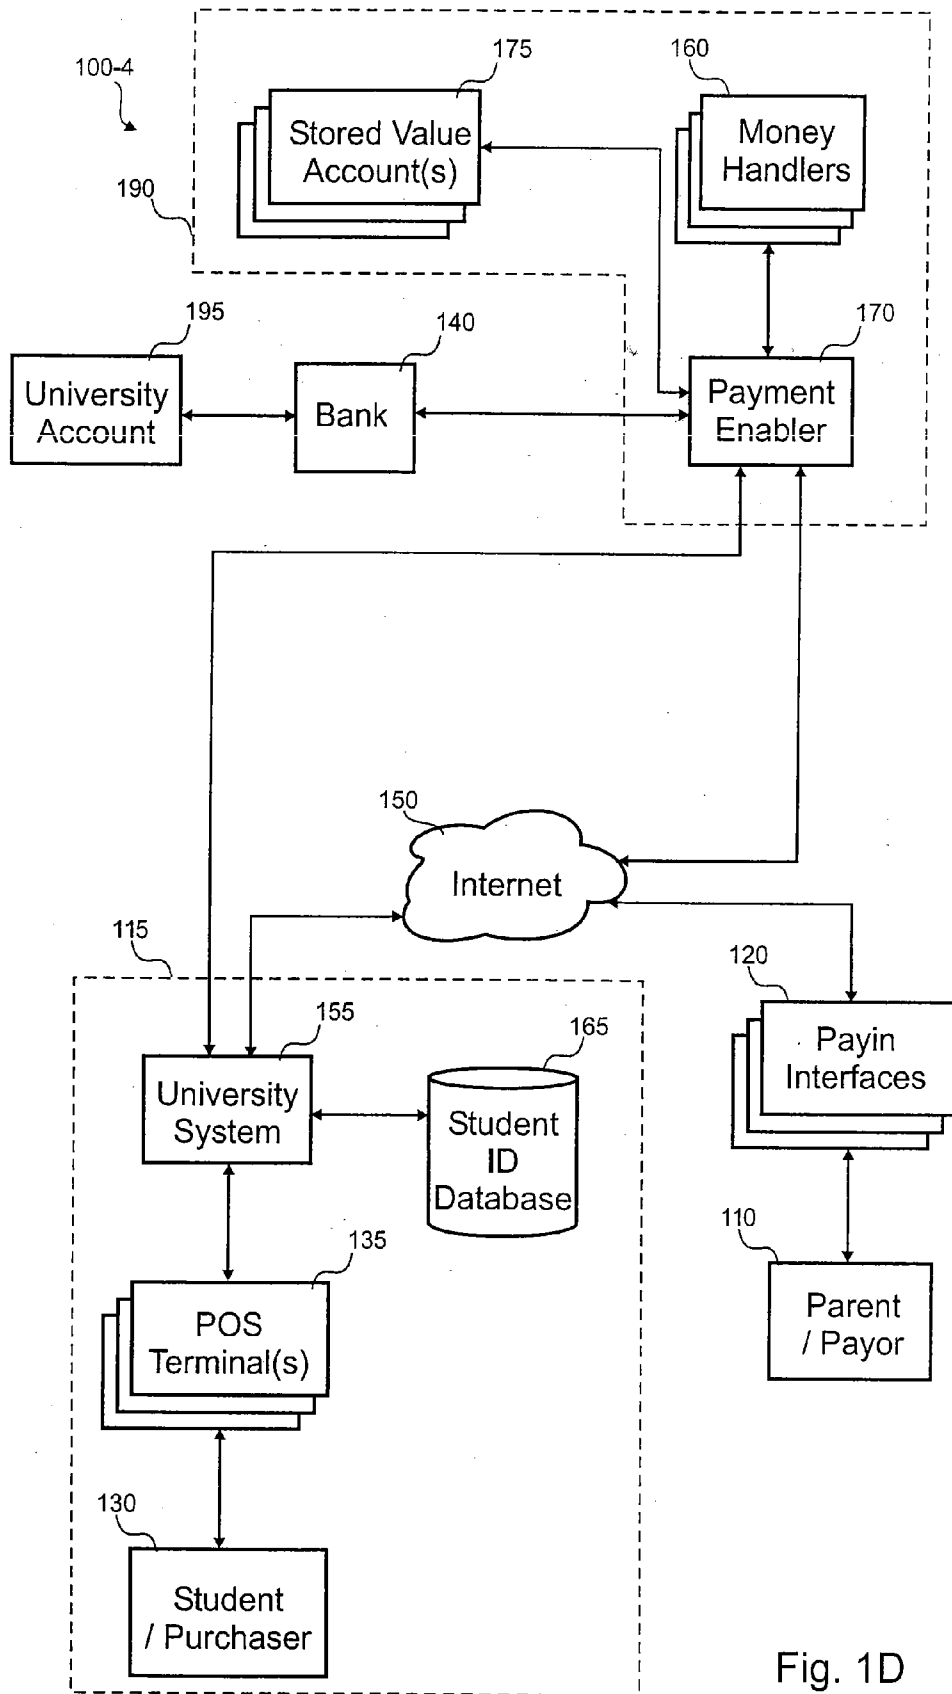 175
160
100-4
Stored Value
Account(s)
Money
Handlers
190
195
140
170
University
Account
Bank
Payment
Enabler
150
Internet
115
120
155
165
Payin
Interfaces
University
System
Student
ID
Database
110
135
POS
Terminal(s)
Parent
/ Payor
130
Student
/ Purchaser
Fig. 1D